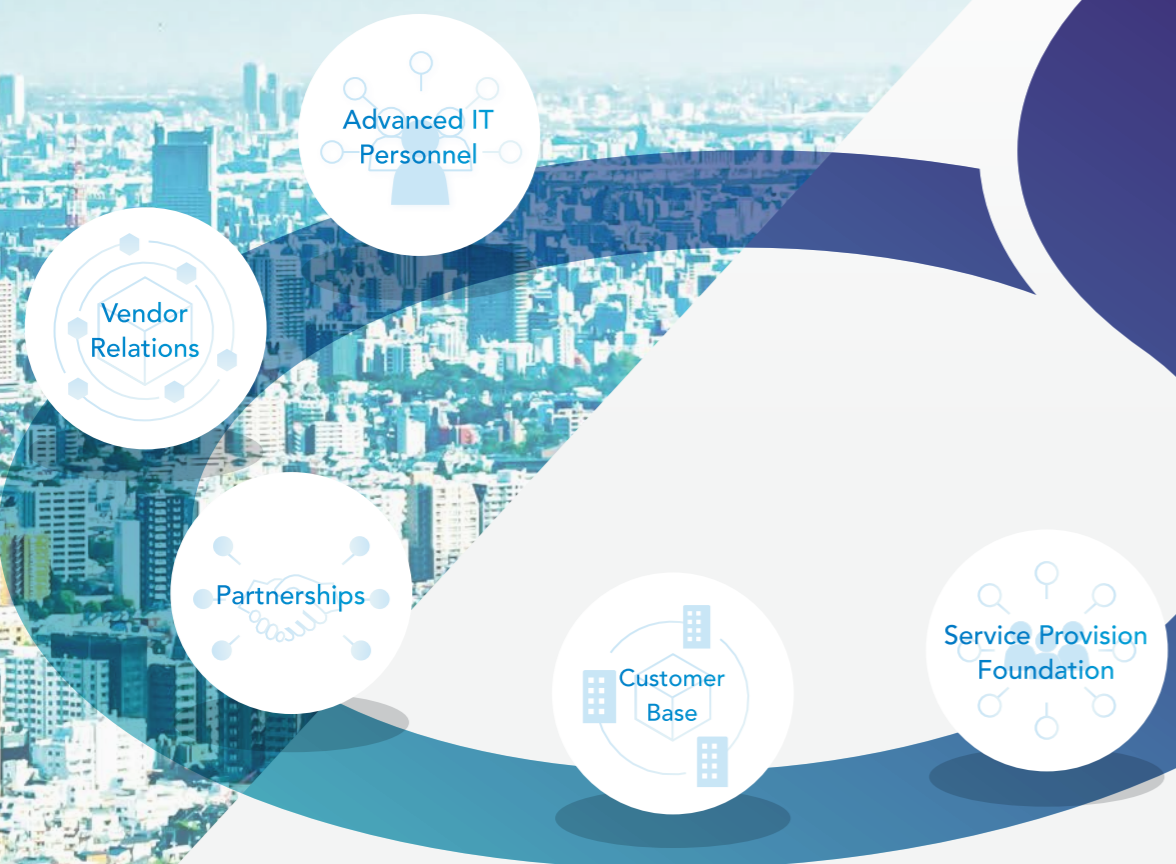 Advanced IT
Personnel
Vendor
Relations
Partnerships
Customer
Base
Service Provision
Foundation